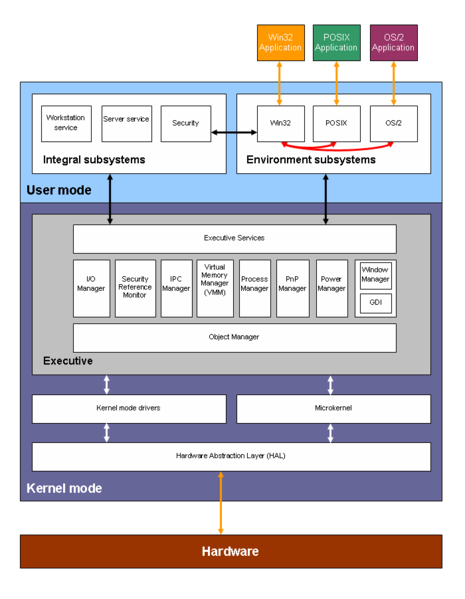 Win32
Application
POSIX
Application
OS/2
Application
Workstation
service
Server service
Security
Win32
POSIX
OS/2
Integral subsystems
Environment subsystems
User mode
Executive Services
I/O
Manager
Security
Reference
Monitor
IPC
Manager
Virtual
Memory
Manager
(VMM)
Process
Manager
PnP
Manager
Power
Manager
Window
Manager
GDI
Object Manager
Executive
Kernel mode drivers
Microkernel
Hardware Abstraction Layer (HAL)
Kernel mode
Hardware